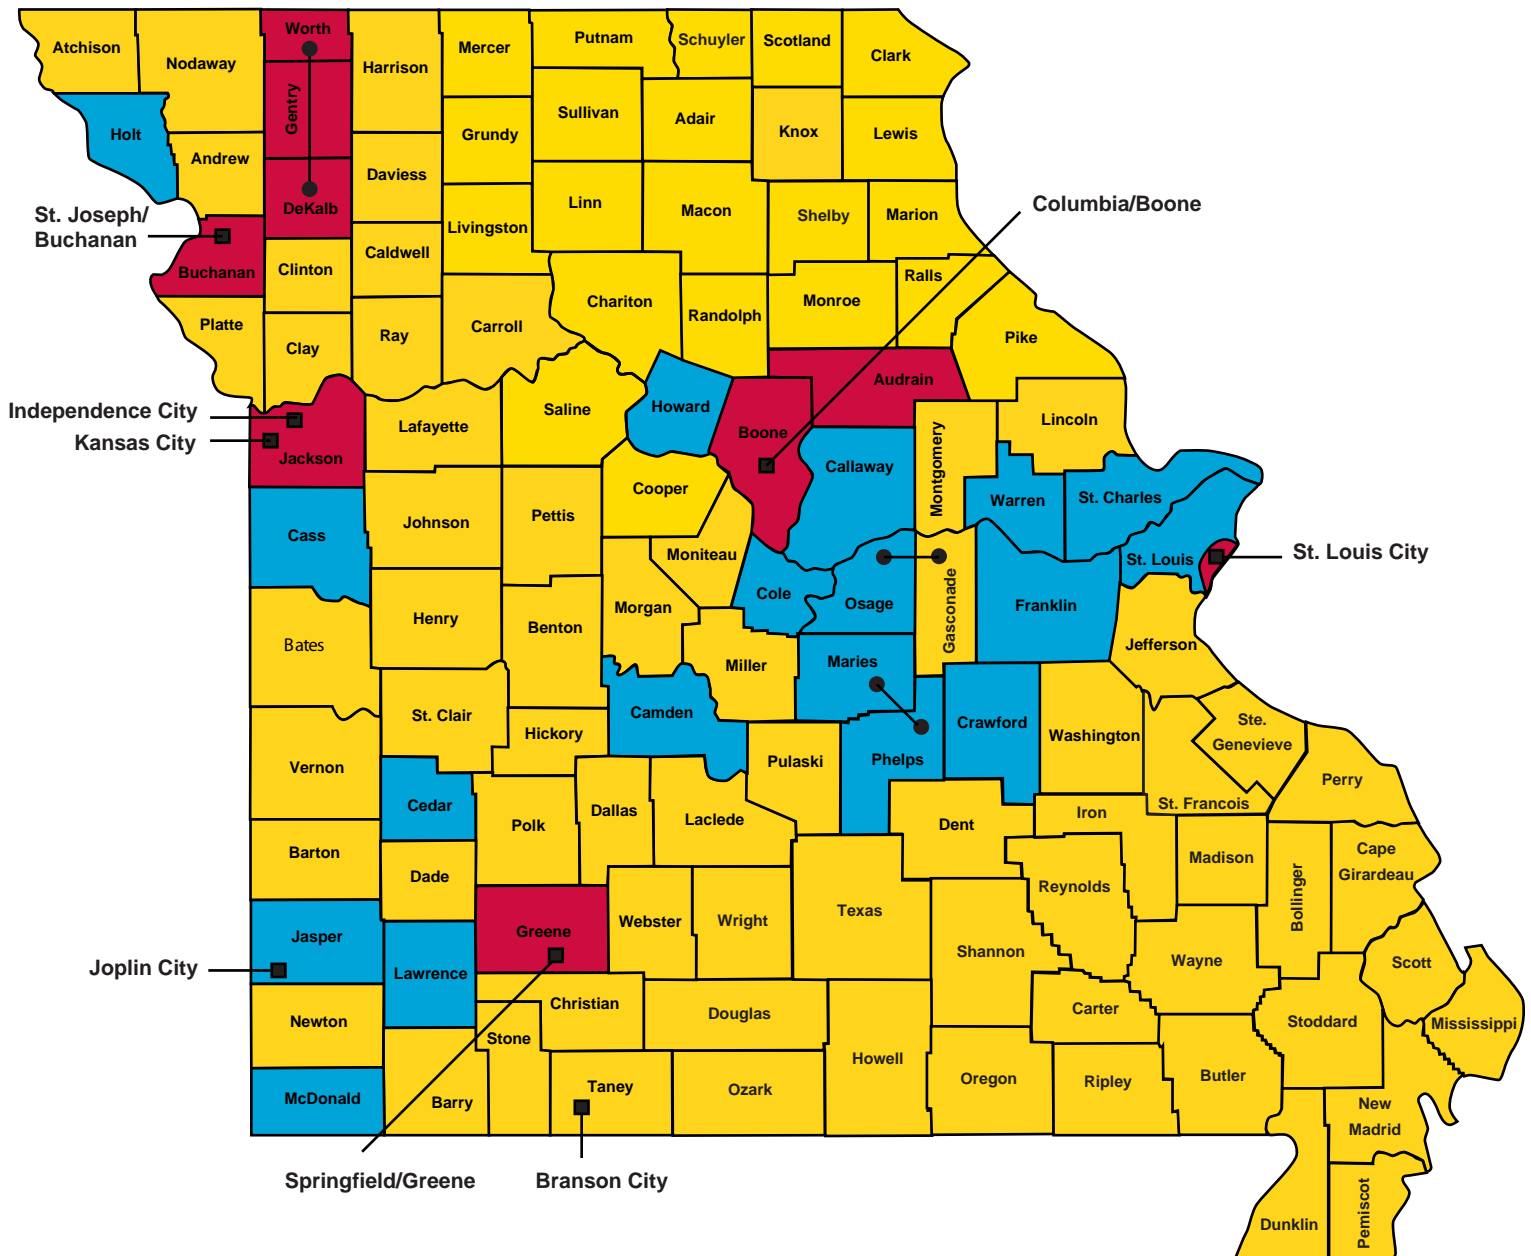 Atchison
Nodaway
Worth
Harrison
Mercer
Putnam
Schuyler
Scotland
Clark
Holt
Gentry
Andrew
Grundy
Sullivan
Adair
Knox
Lewis
Daviess
DeKalb
Livingston
Linn
Macon
Shelby
Marion
St. Joseph/
Buchanan
Columbia/Boone
Buchanan
Clinton
Caldwell
Chariton
Randolph
Monroe
Ralls
Platte
Clay
Ray
Carroll
Pike
Audrain
Independence City
Kansas City
Jackson
Lafayette
Saline
Howard
Boone
Callaway
Montgomery
Lincoln
Warren
St. Charles
Cass
Johnson
Pettis
Cooper
Moniteau
St. Louis
St. Louis City
Cole
Osage
Gasconade
Franklin
Bates
Henry
Benton
Morgan
Miller
Maries
Jefferson
St. Clair
Hickory
Camden
Pulaski
Phelps
Crawford
Washington
Ste.
Genevieve
Vernon
Cedar
Polk
Dallas
Laclede
Dent
Iron
St. Francois
Perry
Barton
Dade
Madison
Cape
Girardeau
Reynolds
Bollinger
Jasper
Greene
Webster
Wright
Texas
Shannon
Wayne
Scott
Joplin City
Lawrence
Newton
Christian
Stone
Douglas
Carter
Stoddard
Mississippi
McDonald
Barry
Taney
Ozark
Howell
Oregon
Ripley
Butler
New
Madrid
Springfield/Greene
Branson City
Dunklin
Pemiscot